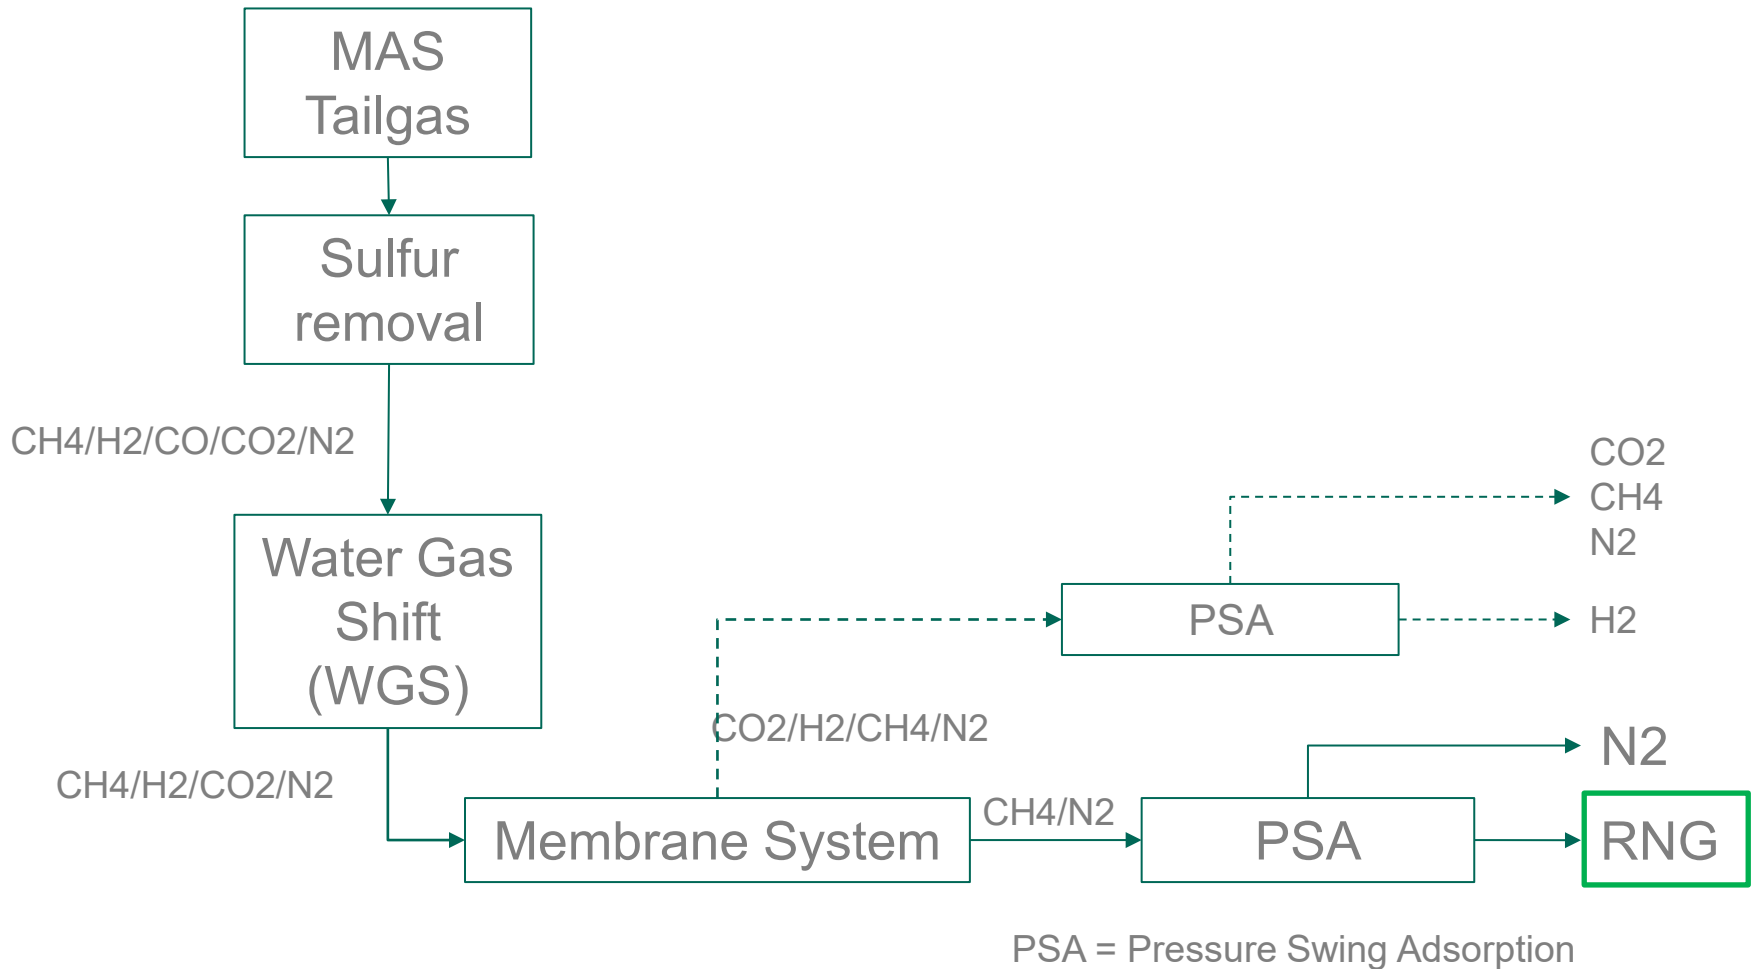 MAS
Tailgas
Sulfur
removal
CH4/H2/CO/CO2/N2
Water Gas
Shift
(WGS)
CH4/H2/CO2/N2
Membrane System
CO2/H2/CH4/N2
PSA
CO2
CH4
N2
H2
CH4/N2
PSA
N2
RNG
PSA = Pressure Swing Adsorption